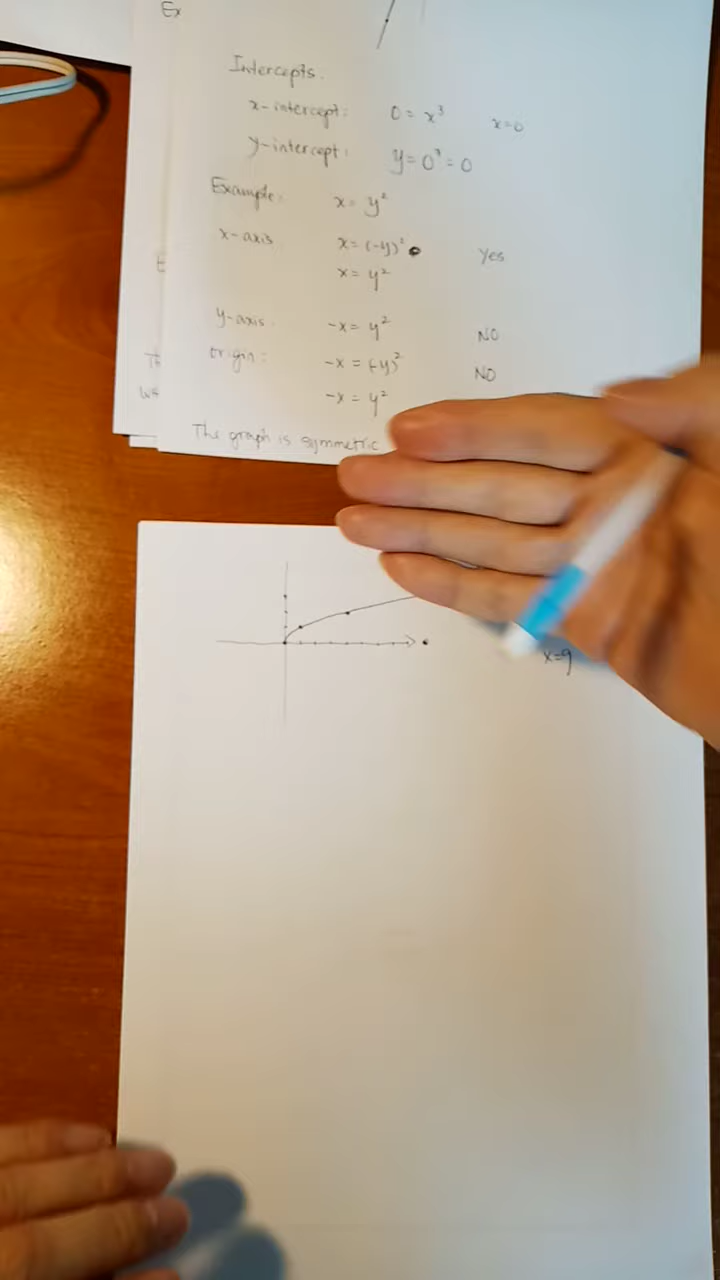 Ex
Intercepts.
x-intercept: 0 = x³ x=0
y-intercept: y = 0³ = 0
Example: x = y²
x-axis x = (-y)² Yes
x = y²
y-axis: -x = y² NO
origin: -x = (-y)² NO
-x = y²
The graph is symmetric
x=9